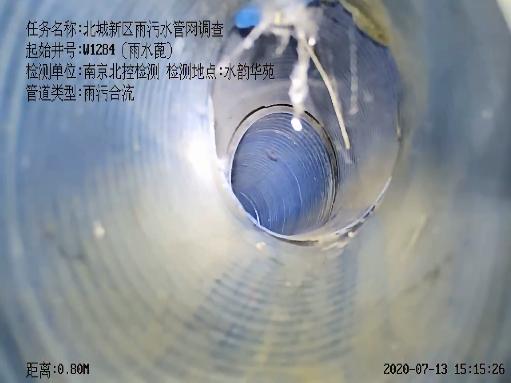 任务名称:北城新区雨污水管网调查
起始井号:W1284 (雨水蓖)
检测单位:南京北控检测 检测地点:水韵华苑
管道类型:雨污合流
距离:0.80M
2020-07-13 15:15:26